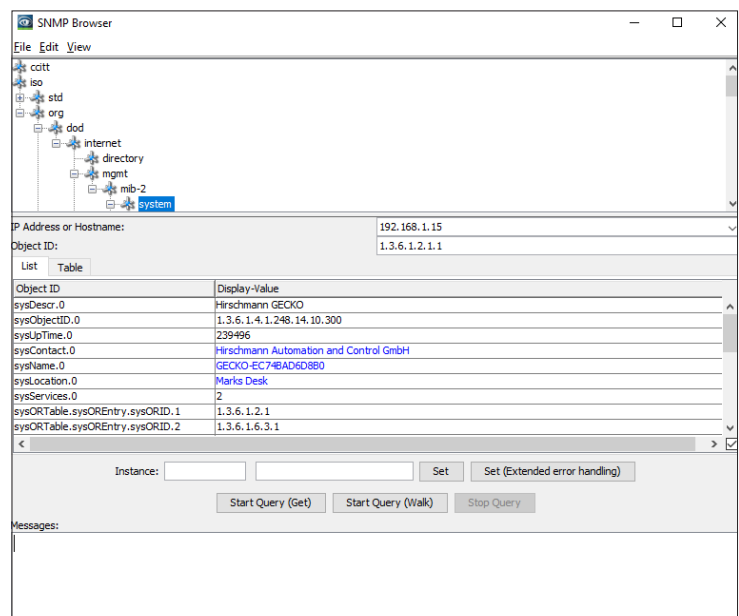 SNMP Browser
File Edit View
ccitt
iso
std
org
dod
internet
directory
mgmt
mib-2
system
IP Address or Hostname: 192.168.1.15
Object ID: 1.3.6.1.2.1.1
List Table
Object ID Display-Value
sysDescr.0 Hirschmann GECKO
sysObjectID.0 1.3.6.1.4.1.248.14.10.300
sysUpTime.0 239496
sysContact.0 Hirschmann Automation and Control GmbH
sysName.0 GECKO-EC74BAD6D8B0
sysLocation.0 Marks Desk
sysServices.0 2
sysORTable.sysOREntry.sysORID.1 1.3.6.1.2.1
sysORTable.sysOREntry.sysORID.2 1.3.6.1.6.3.1
Instance: Set Set (Extended error handling)
Start Query (Get) Start Query (Walk) Stop Query
Messages: